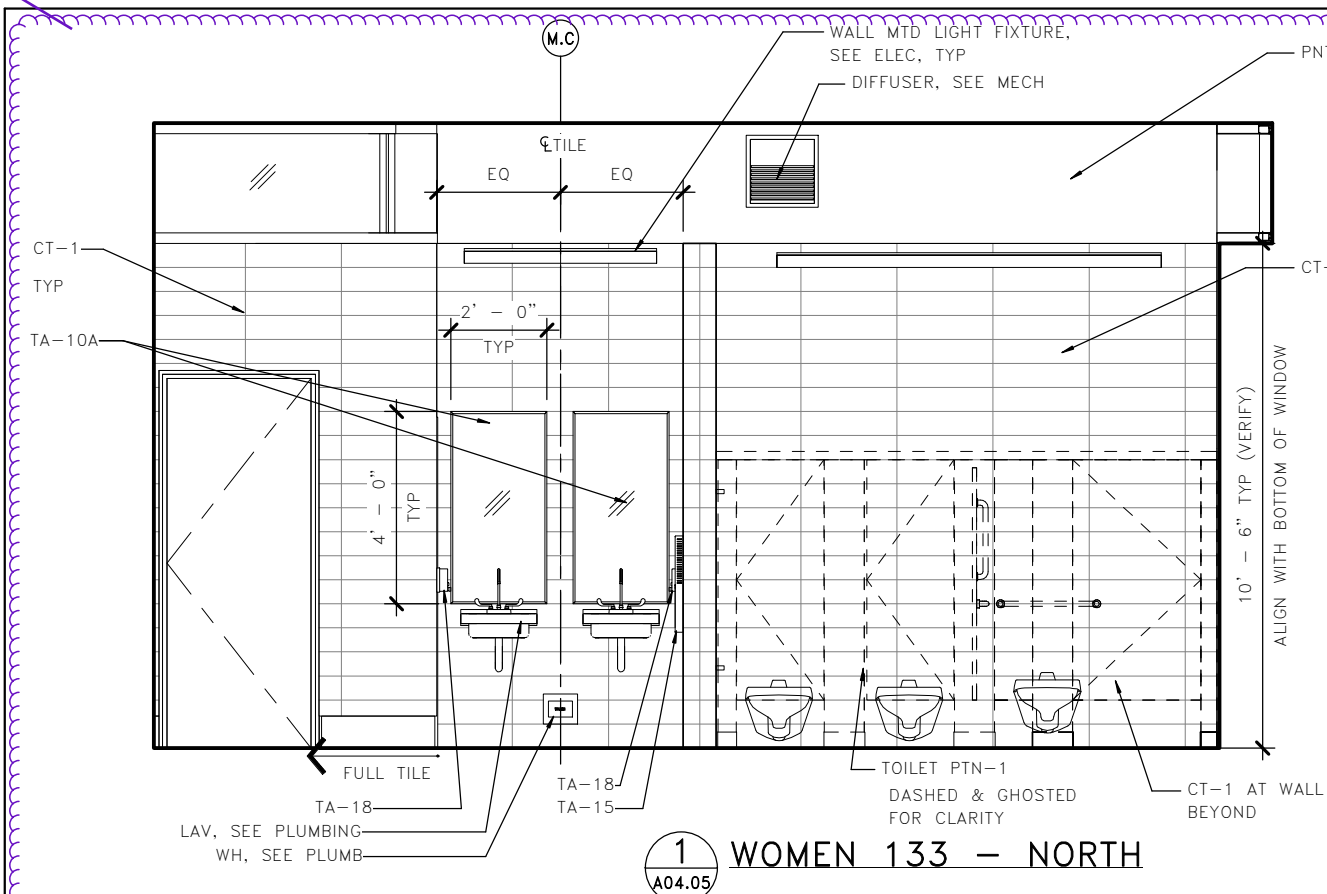 M.C
WALL MTD LIGHT FIXTURE,
SEE ELEC, TYP
DIFFUSER, SEE MECH
PNT
℄TILE
EQ
EQ
CT-1
TYP
CT-
2' - 0"
TYP
TA-10A
4' - 0"
TYP
10' - 6" TYP (VERIFY)
ALIGN WITH BOTTOM OF WINDOW
FULL TILE
TA-18
LAV, SEE PLUMBING
WH, SEE PLUMB
TA-18
TA-15
TOILET PTN-1
DASHED & GHOSTED
FOR CLARITY
CT-1 AT WALL
BEYOND
1
A04.05
WOMEN 133 - NORTH